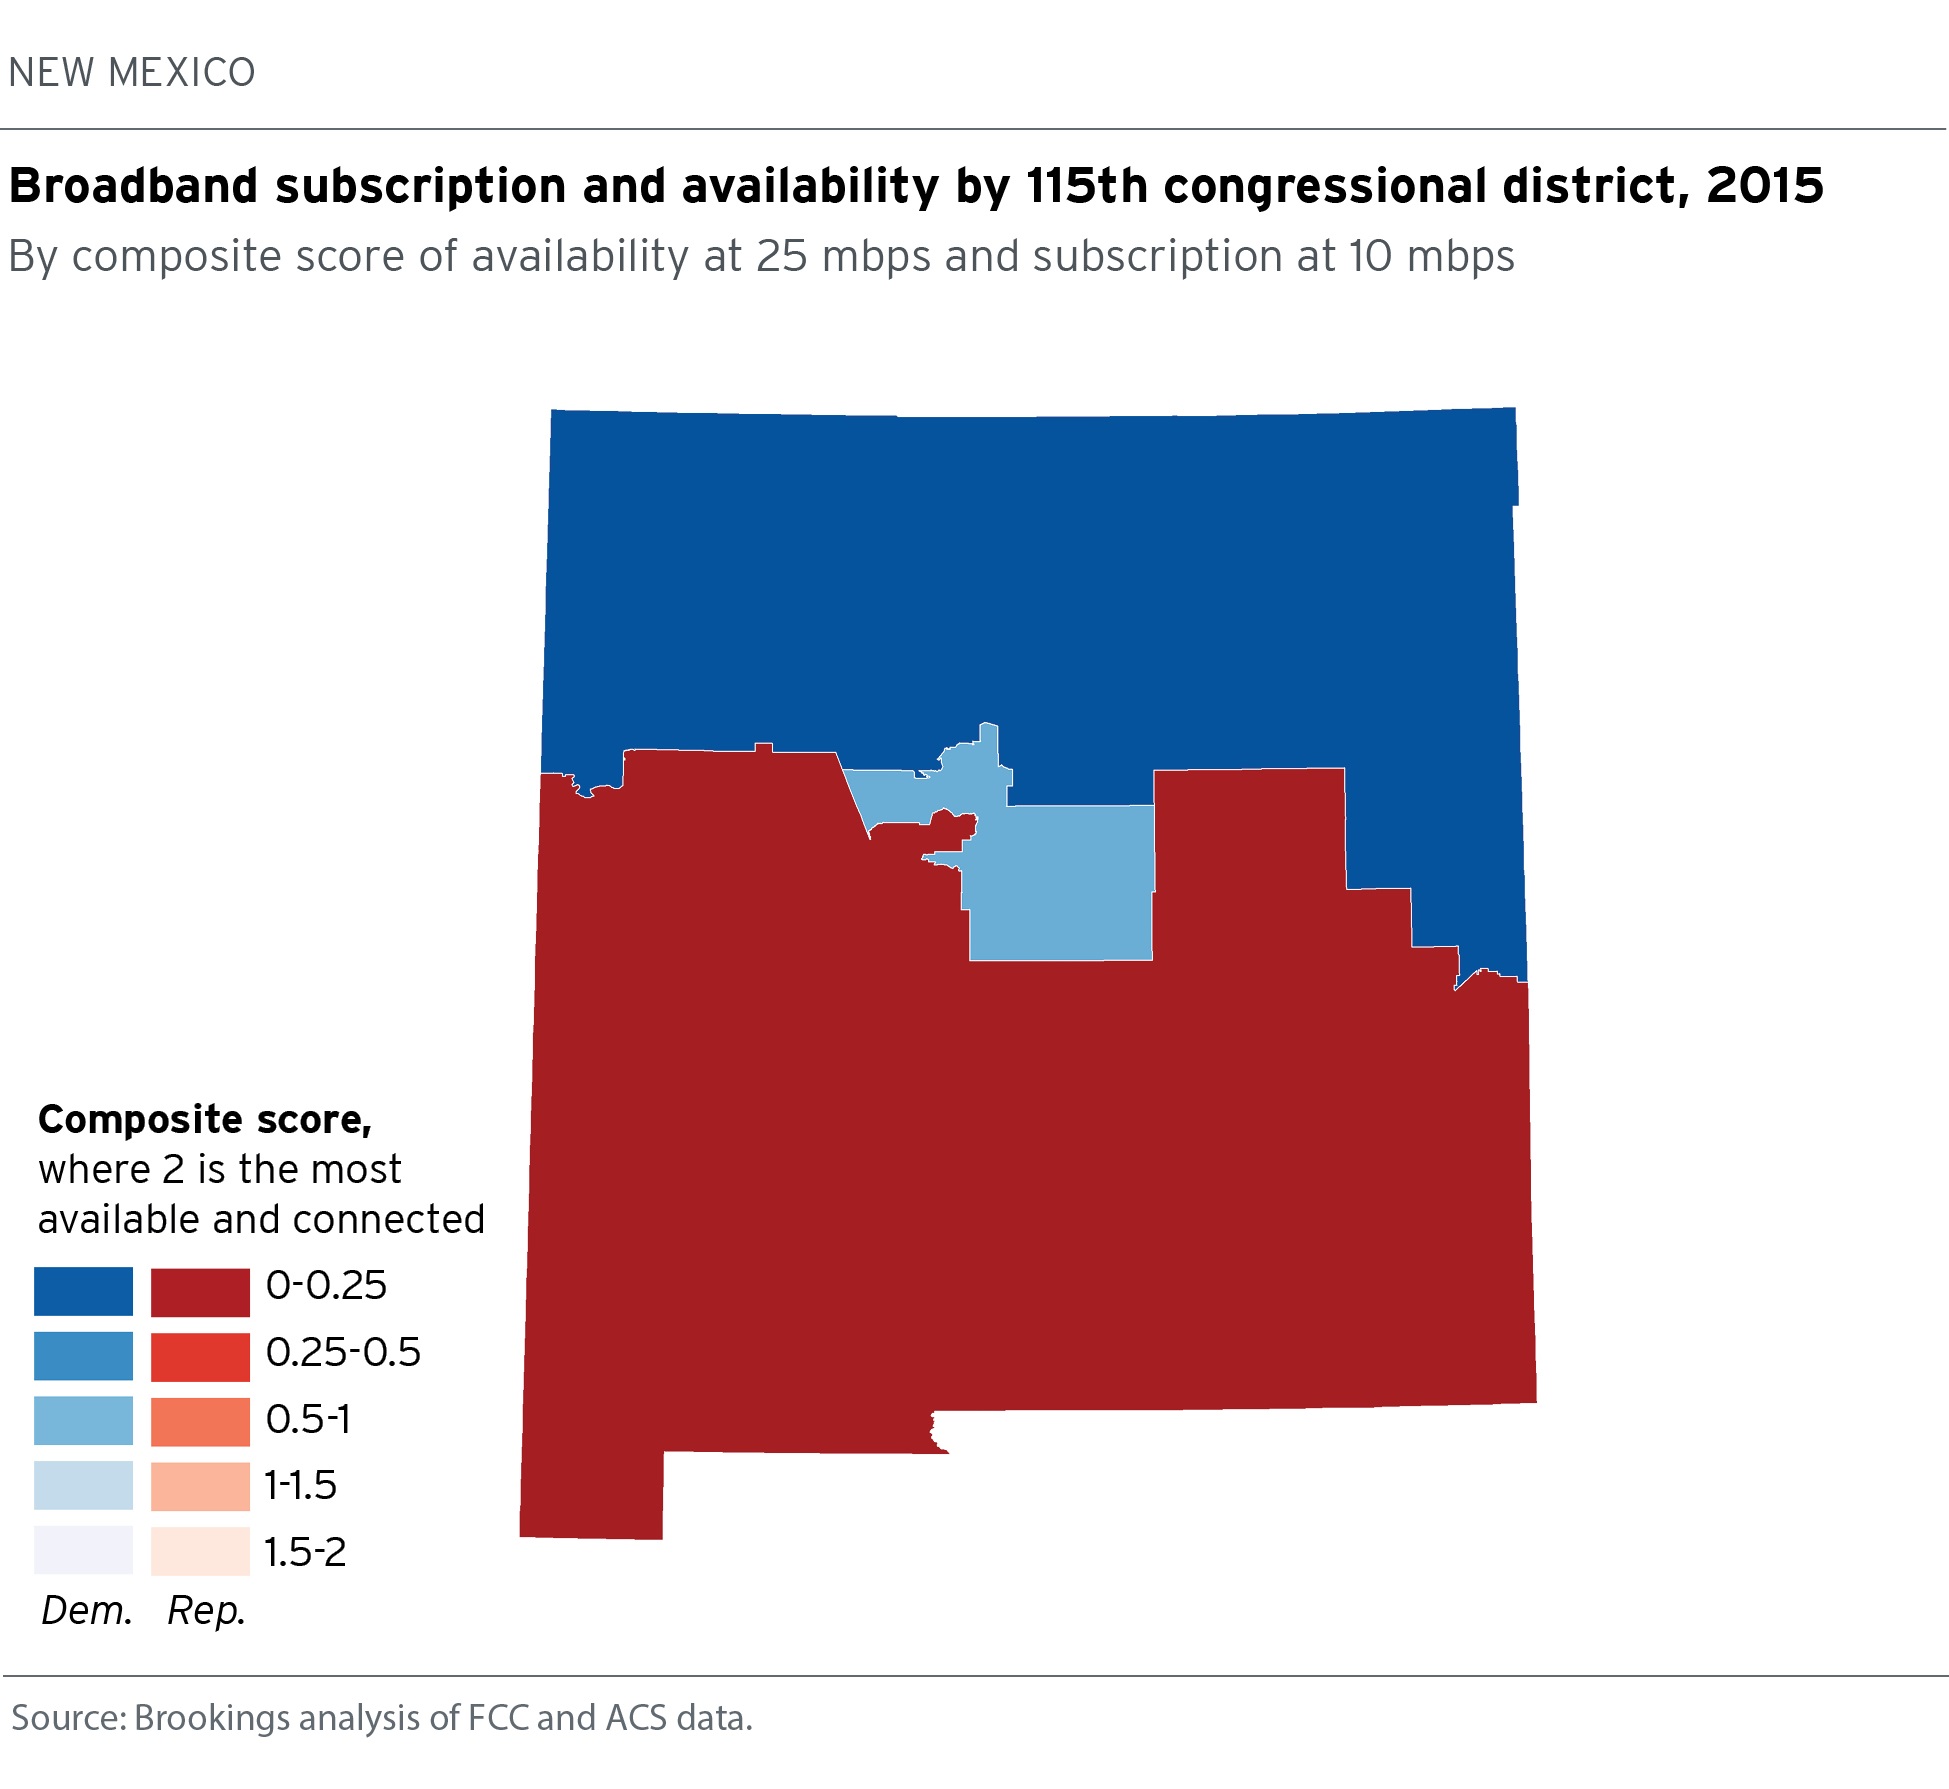 NEW MEXICO
Broadband subscription and availability by 115th congressional district, 2015
By composite score of availability at 25 mbps and subscription at 10 mbps
Composite score,
where 2 is the most
available and connected
0-0.25
0.25-0.5
0.5-1
1-1.5
1.5-2
Dem. Rep.
Source: Brookings analysis of FCC and ACS data.